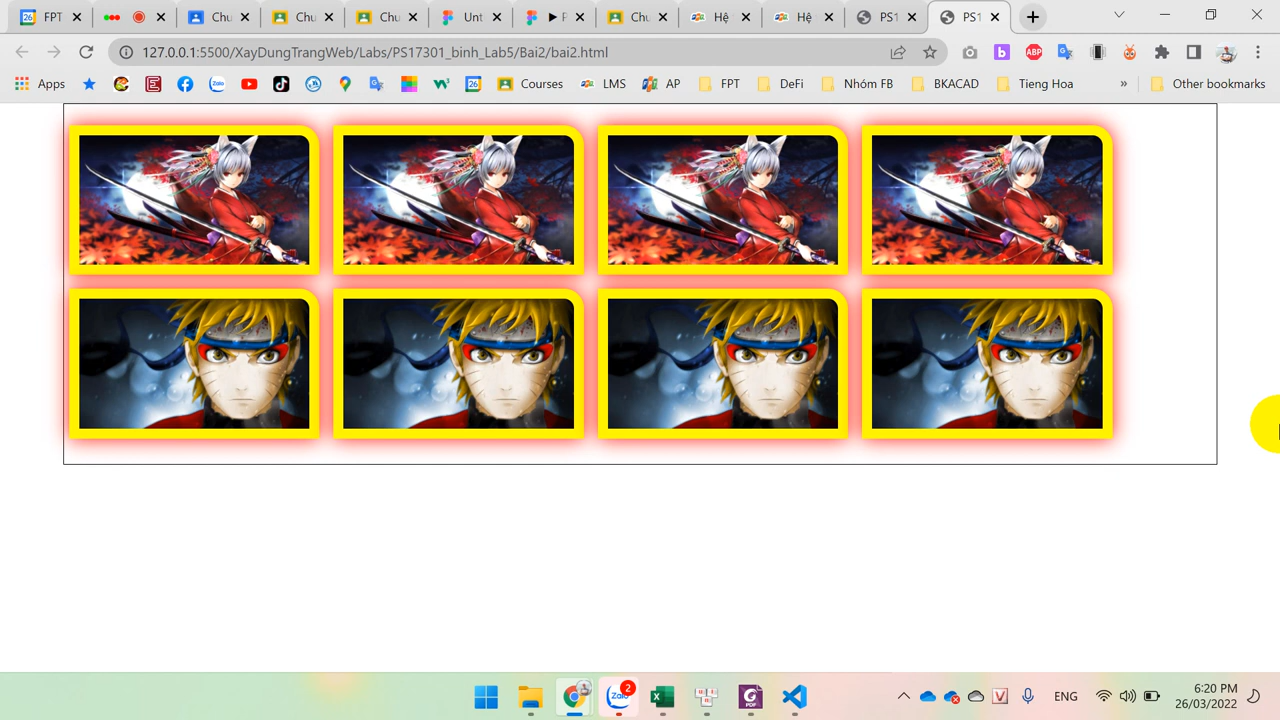 FPT Chu Chu Chu Unt P Chu Hệ Hệ PS1 PS1
127.0.0.1:5500/XayDungTrangWeb/Labs/PS17301_binh_Lab5/Bai2/bai2.html
Apps Courses LMS AP FPT DeFi Nhóm FB BKACAD Tieng Hoa » Other bookmarks
ENG
6:20 PM
26/03/2022